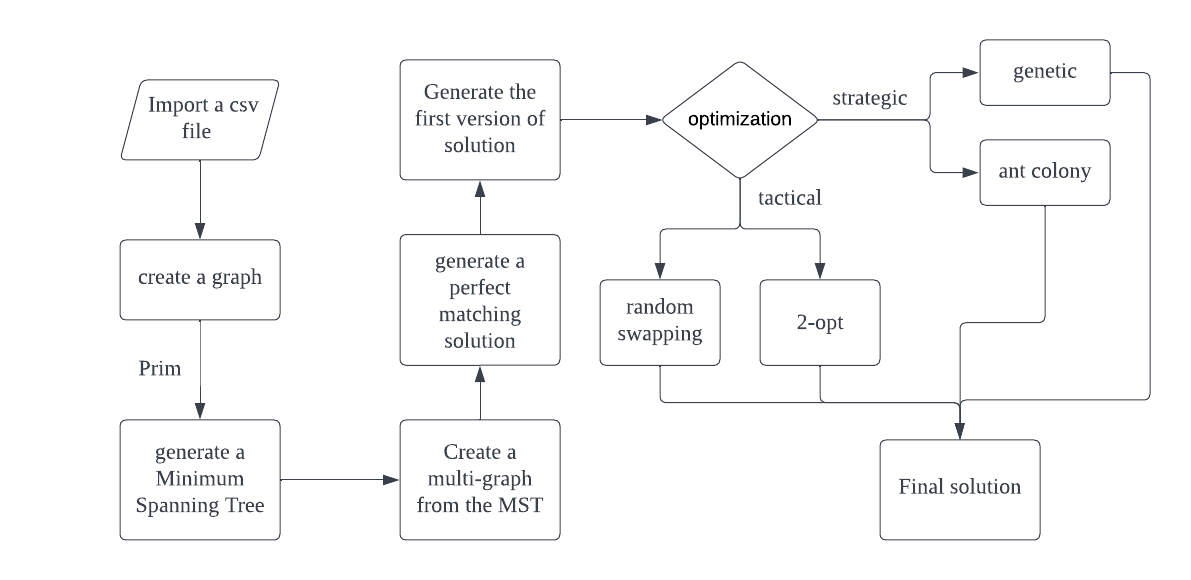 Import a csv
file
create a graph
Prim
generate a
Minimum
Spanning Tree
Create a
multi-graph
from the MST
generate a
perfect
matching
solution
Generate the
first version of
solution
optimization
strategic
genetic
ant colony
tactical
random
swapping
2-opt
Final solution